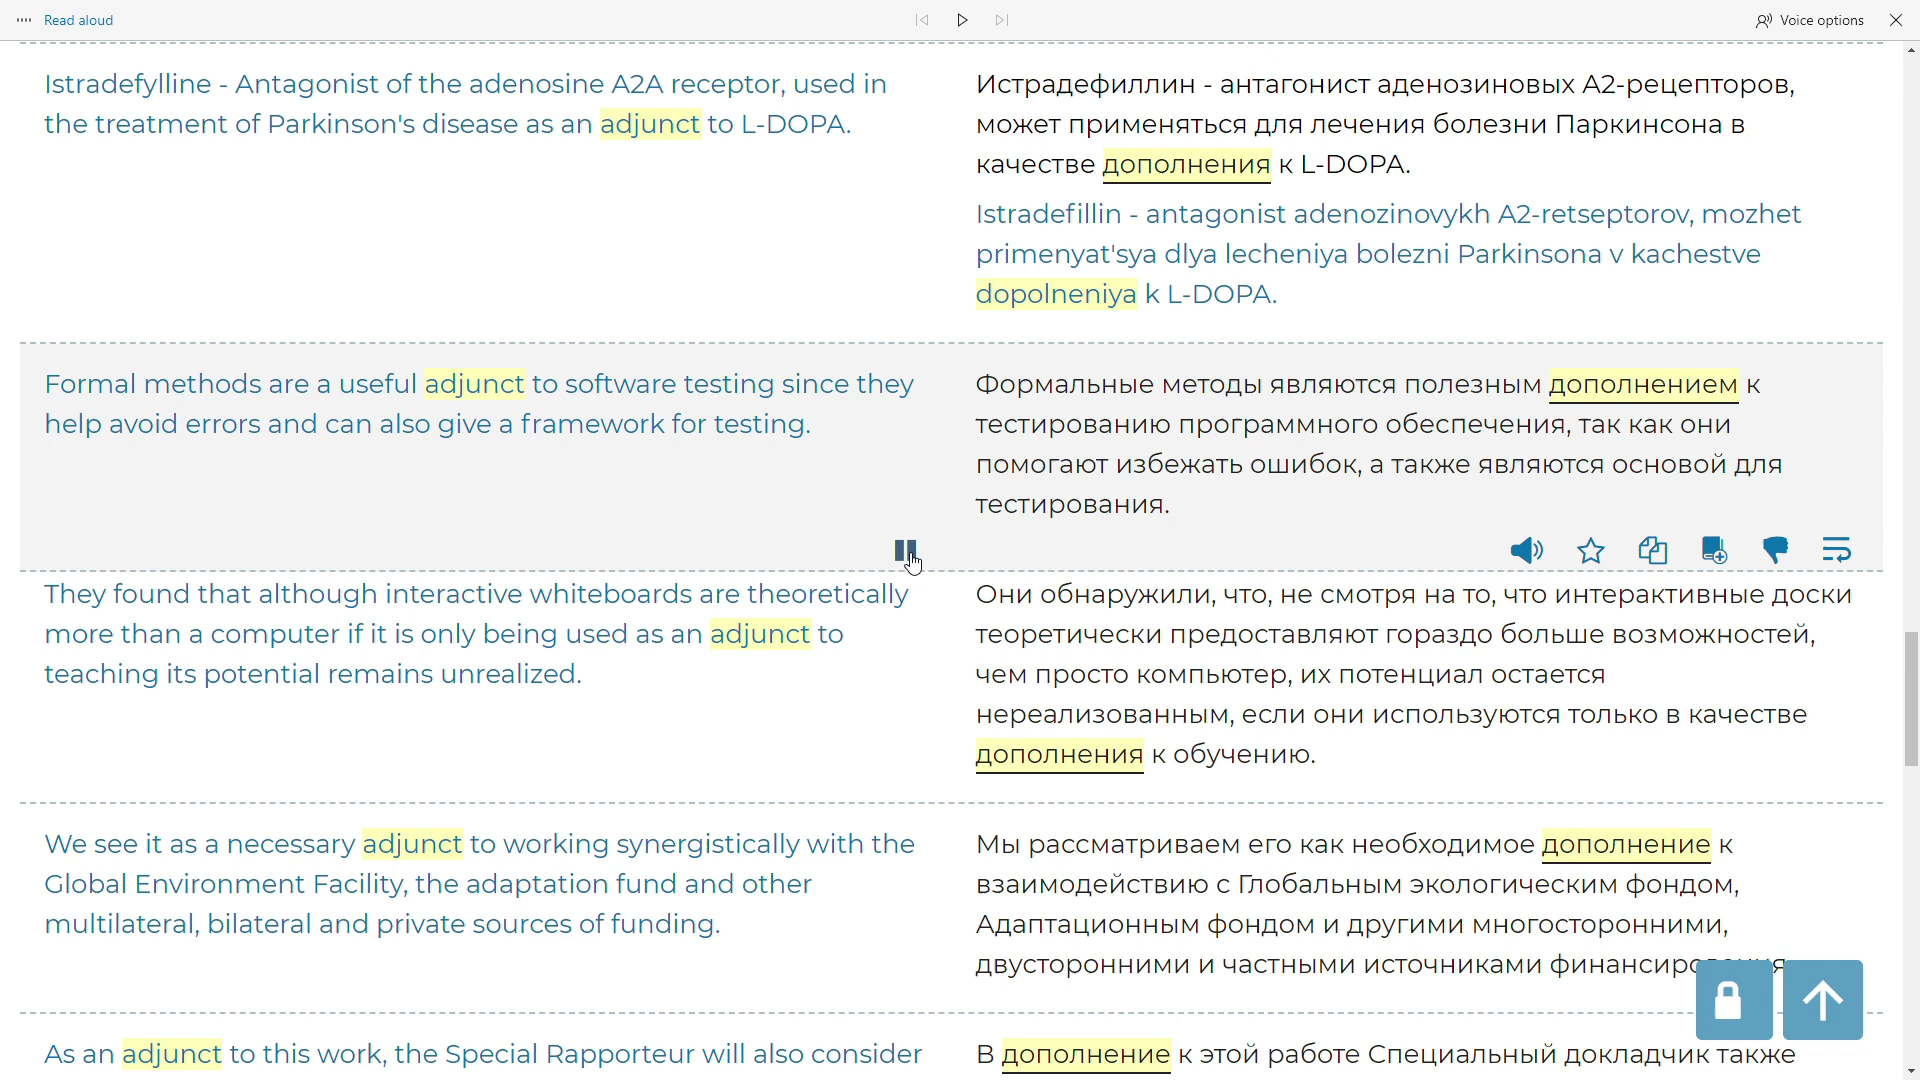 Read aloud
Voice options
Istradefylline - Antagonist of the adenosine A2A receptor, used in
the treatment of Parkinson's disease as an adjunct to L-DOPA.
Истрадефиллин - антагонист аденозиновых А2-рецепторов,
может применяться для лечения болезни Паркинсона в
качестве дополнения к L-DOPA.
Istradefillin - antagonist adenozinovykh A2-retseptorov, mozhet
primenyat'sya dlya lecheniya bolezni Parkinsona v kachestve
dopolneniya k L-DOPA.
Formal methods are a useful adjunct to software testing since they
help avoid errors and can also give a framework for testing.
Формальные методы являются полезным дополнением к
тестированию программного обеспечения, так как они
помогают избежать ошибок, а также являются основой для
тестирования.
They found that although interactive whiteboards are theoretically
more than a computer if it is only being used as an adjunct to
teaching its potential remains unrealized.
Они обнаружили, что, не смотря на то, что интерактивные доски
теоретически предоставляют гораздо больше возможностей,
чем просто компьютер, их потенциал остается
нереализованным, если они используются только в качестве
дополнения к обучению.
We see it as a necessary adjunct to working synergistically with the
Global Environment Facility, the adaptation fund and other
multilateral, bilateral and private sources of funding.
Мы рассматриваем его как необходимое дополнение к
взаимодействию с Глобальным экологическим фондом,
Адаптационным фондом и другими многосторонними,
двусторонними и частными источниками
As an adjunct to this work, the Special Rapporteur will also consider
В дополнение к этой работе Специальный докладчик также